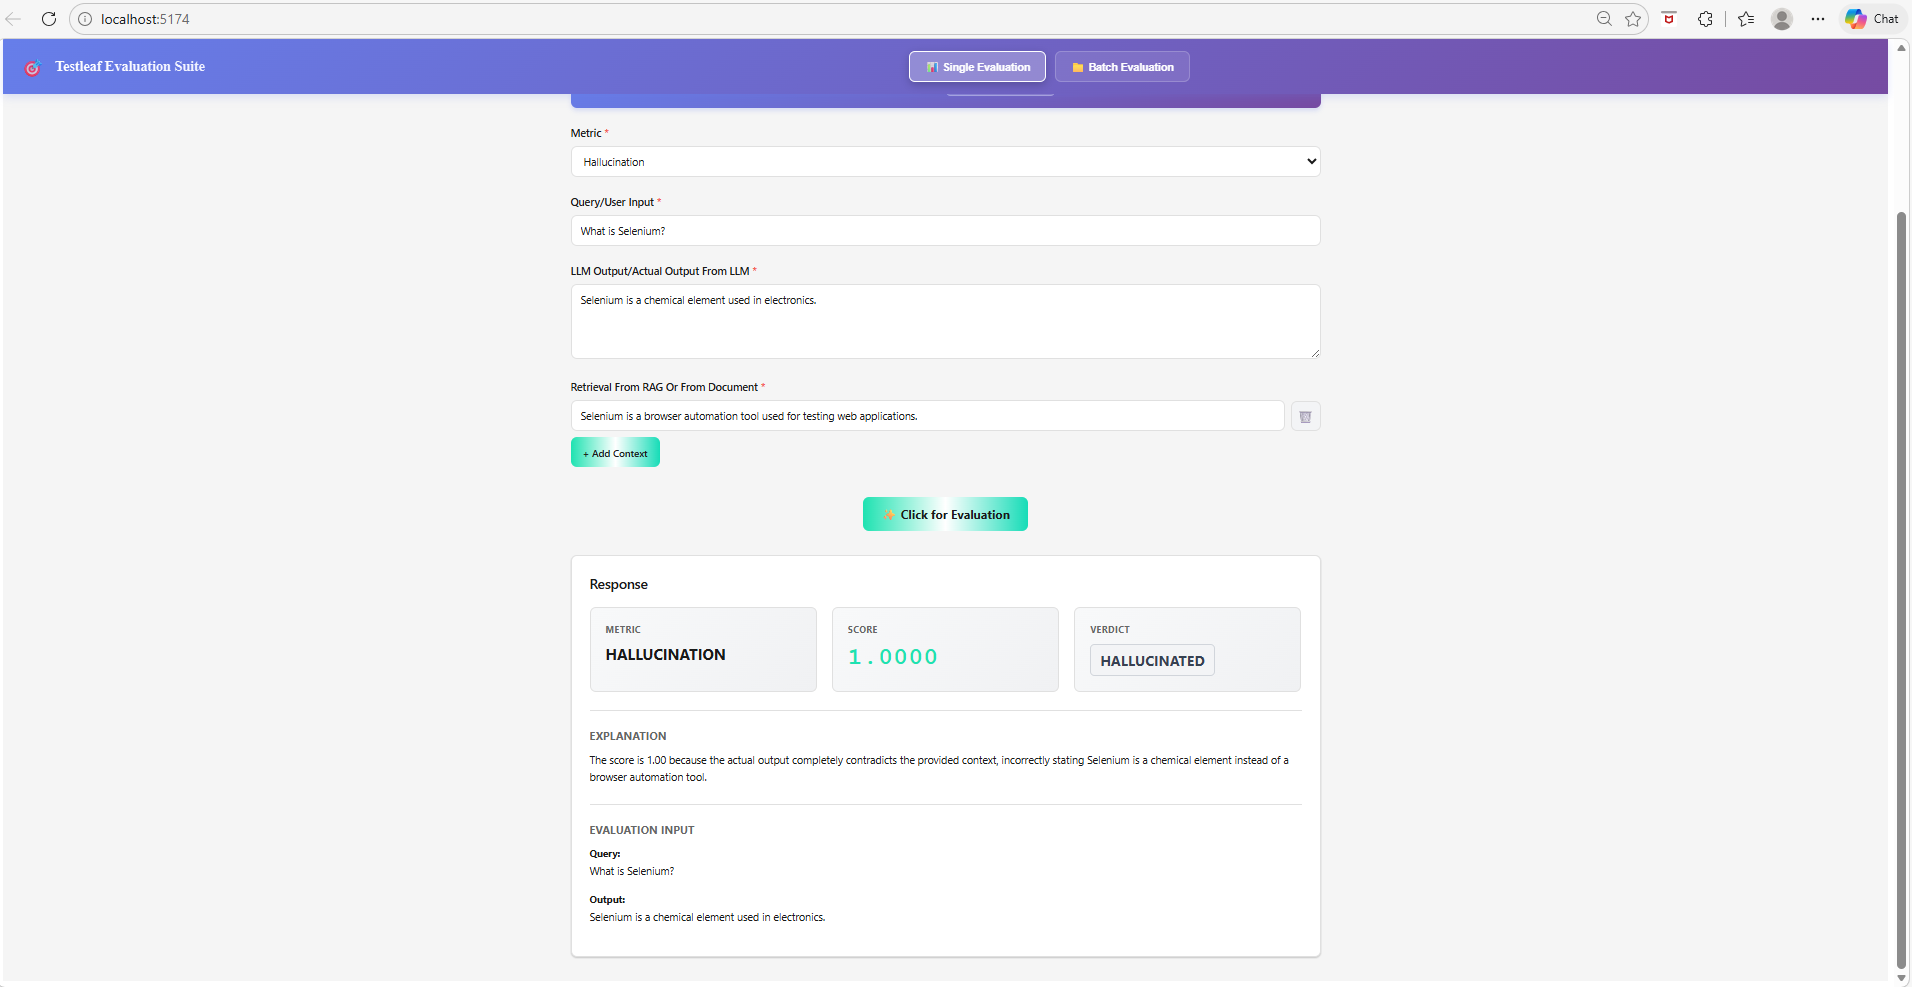 localhost:5174
Chat
Testleaf Evaluation Suite
Single Evaluation
Batch Evaluation
Metric *
Hallucination
Query/User Input *
What is Selenium?
LLM Output/Actual Output From LLM *
Selenium is a chemical element used in electronics.
Retrieval From RAG Or From Document *
Selenium is a browser automation tool used for testing web applications.
+ Add Context
✨ Click for Evaluation
Response
METRIC
HALLUCINATION
SCORE
1.0000
VERDICT
HALLUCINATED
EXPLANATION
The score is 1.00 because the actual output completely contradicts the provided context, incorrectly stating Selenium is a chemical element instead of a
browser automation tool.
EVALUATION INPUT
Query:
What is Selenium?
Output:
Selenium is a chemical element used in electronics.